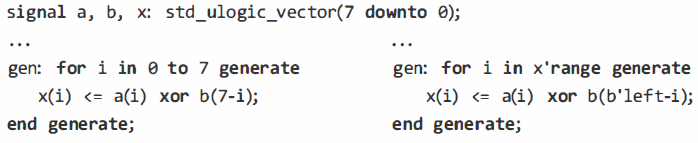 signal a, b, x: std_ulogic_vector(7 downto 0);
...
gen: for i in 0 to 7 generate
x(i) <= a(i) xor b(7-i);
end generate;
...
gen: for i in x'range generate
x(i) <= a(i) xor b(b'left-i);
end generate;